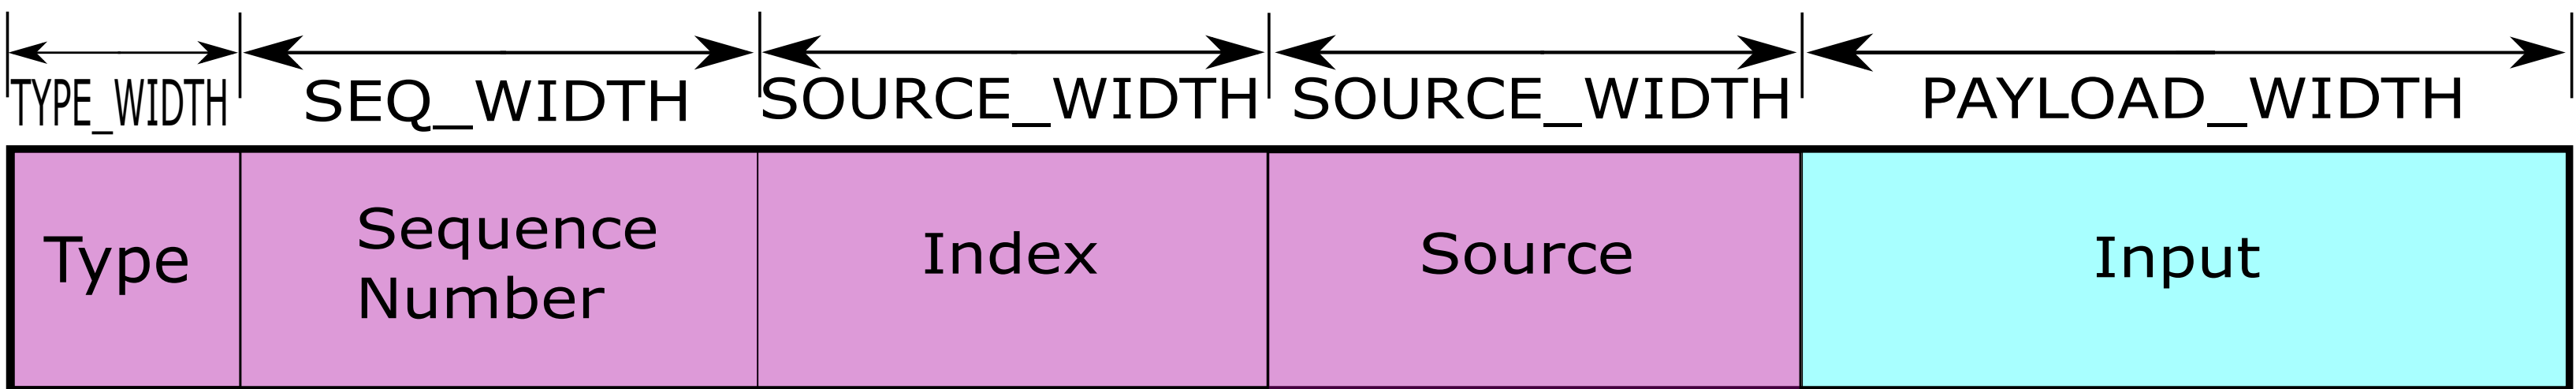 TYPE_WIDTH SEQ_WIDTH SOURCE_WIDTH SOURCE_WIDTH PAYLOAD_WIDTH
Type
Sequence
Number
Index
Source
Input